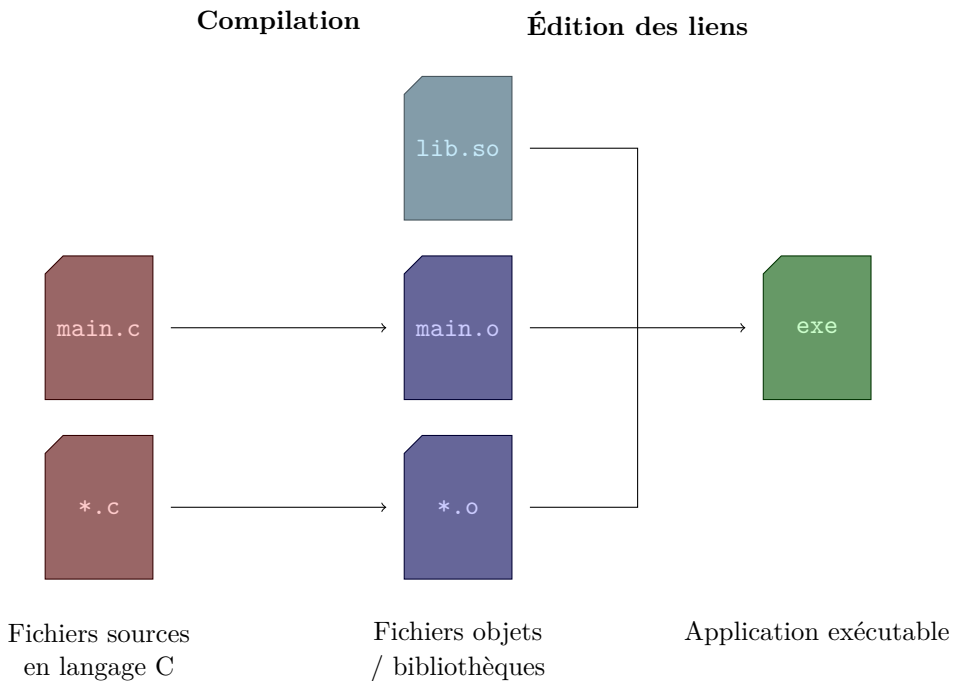 Compilation
Édition des liens
lib.so
main.c
main.o
exe
*.c
*.o
Fichiers sources
en langage C
Fichiers objets
/ bibliothèques
Application exécutable